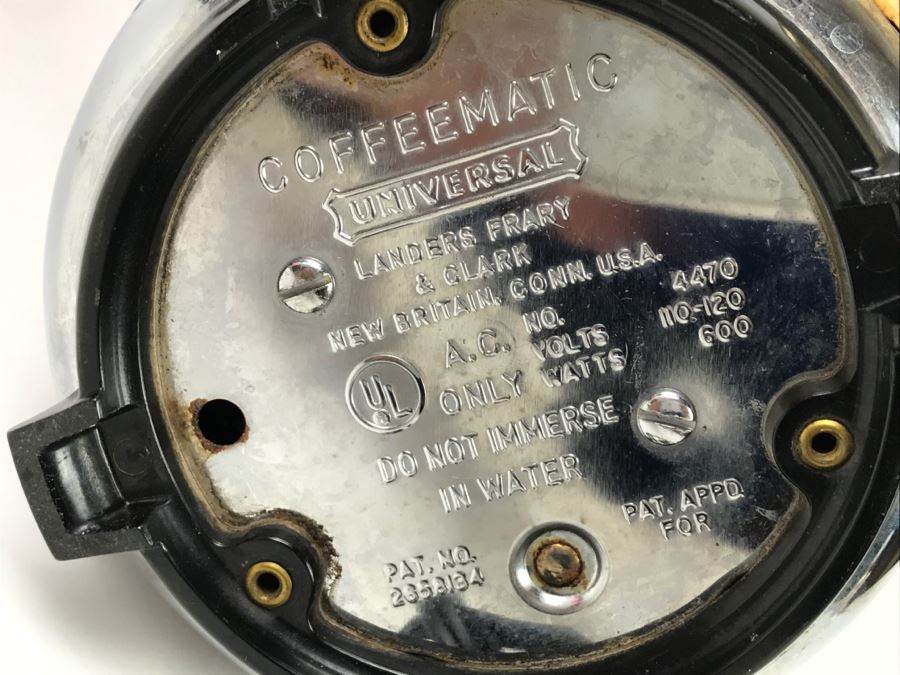 COFFEEMATIC
UNIVERSAL
LANDERS FRARY
& CLARK
NEW BRITAIN, CONN. U.S.A.
UL
A.C. ONLY
NO. 4470
VOLTS 110-120
WATTS 600
DO NOT IMMERSE
IN WATER
PAT. APPD
FOR
PAT. NO.